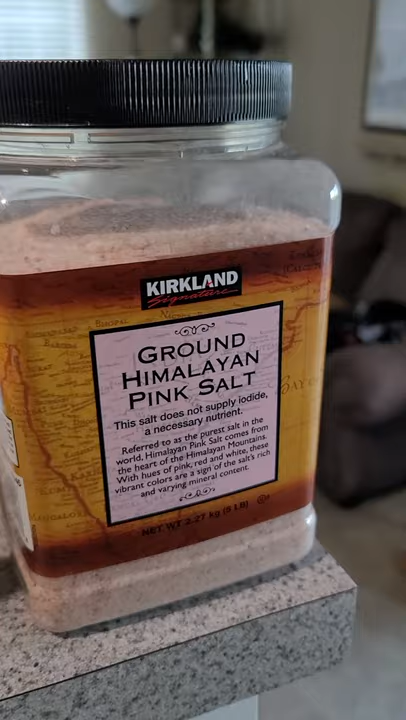 KIRKLAND
Signature
GROUND
HIMALAYAN
PINK SALT
This salt does not supply iodide,
a necessary nutrient.
Referred to as the purest salt in the
world, Himalayan Pink Salt comes from
the heart of the Himalayan Mountains.
With hues of pink, red and white, these
vibrant colors are a sign of the salt's rich
and varying mineral content.
NET WT 2.27 kg (5 LB)